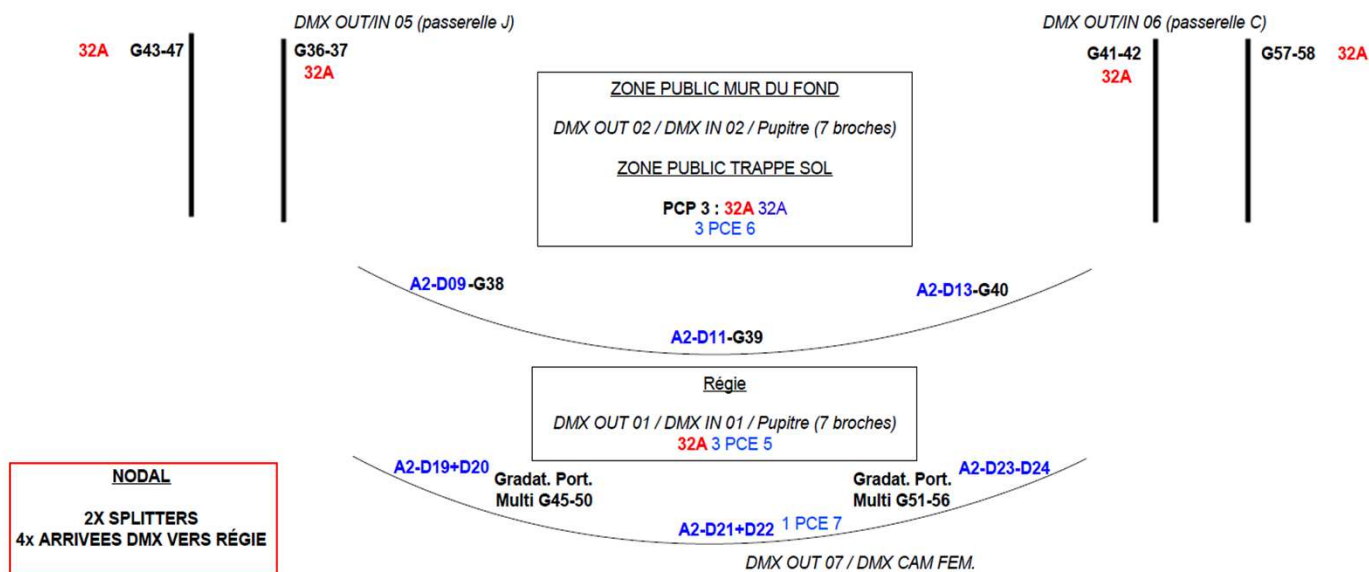 DMX OUT/IN 05 (passerelle J)
DMX OUT/IN 06 (passerelle C)
32A G43-47
G36-37
32A
G41-42
32A
G57-58 32A
ZONE PUBLIC MUR DU FOND
DMX OUT 02 / DMX IN 02 / Pupitre (7 broches)
ZONE PUBLIC TRAPPE SOL
PCP 3 : 32A 32A
3 PCE 6
A2-D09-G38
A2-D13-G40
A2-D11-G39
Régie
DMX OUT 01 / DMX IN 01 / Pupitre (7 broches)
32A 3 PCE 5
A2-D19+D20
Gradat. Port.
Multi G45-50
Gradat. Port.
Multi G51-56
A2-D23-D24
A2-D21+D22 1 PCE 7
DMX OUT 07 / DMX CAM FEM.
NODAL
2X SPLITTERS
4x ARRIVEES DMX VERS RÉGIE